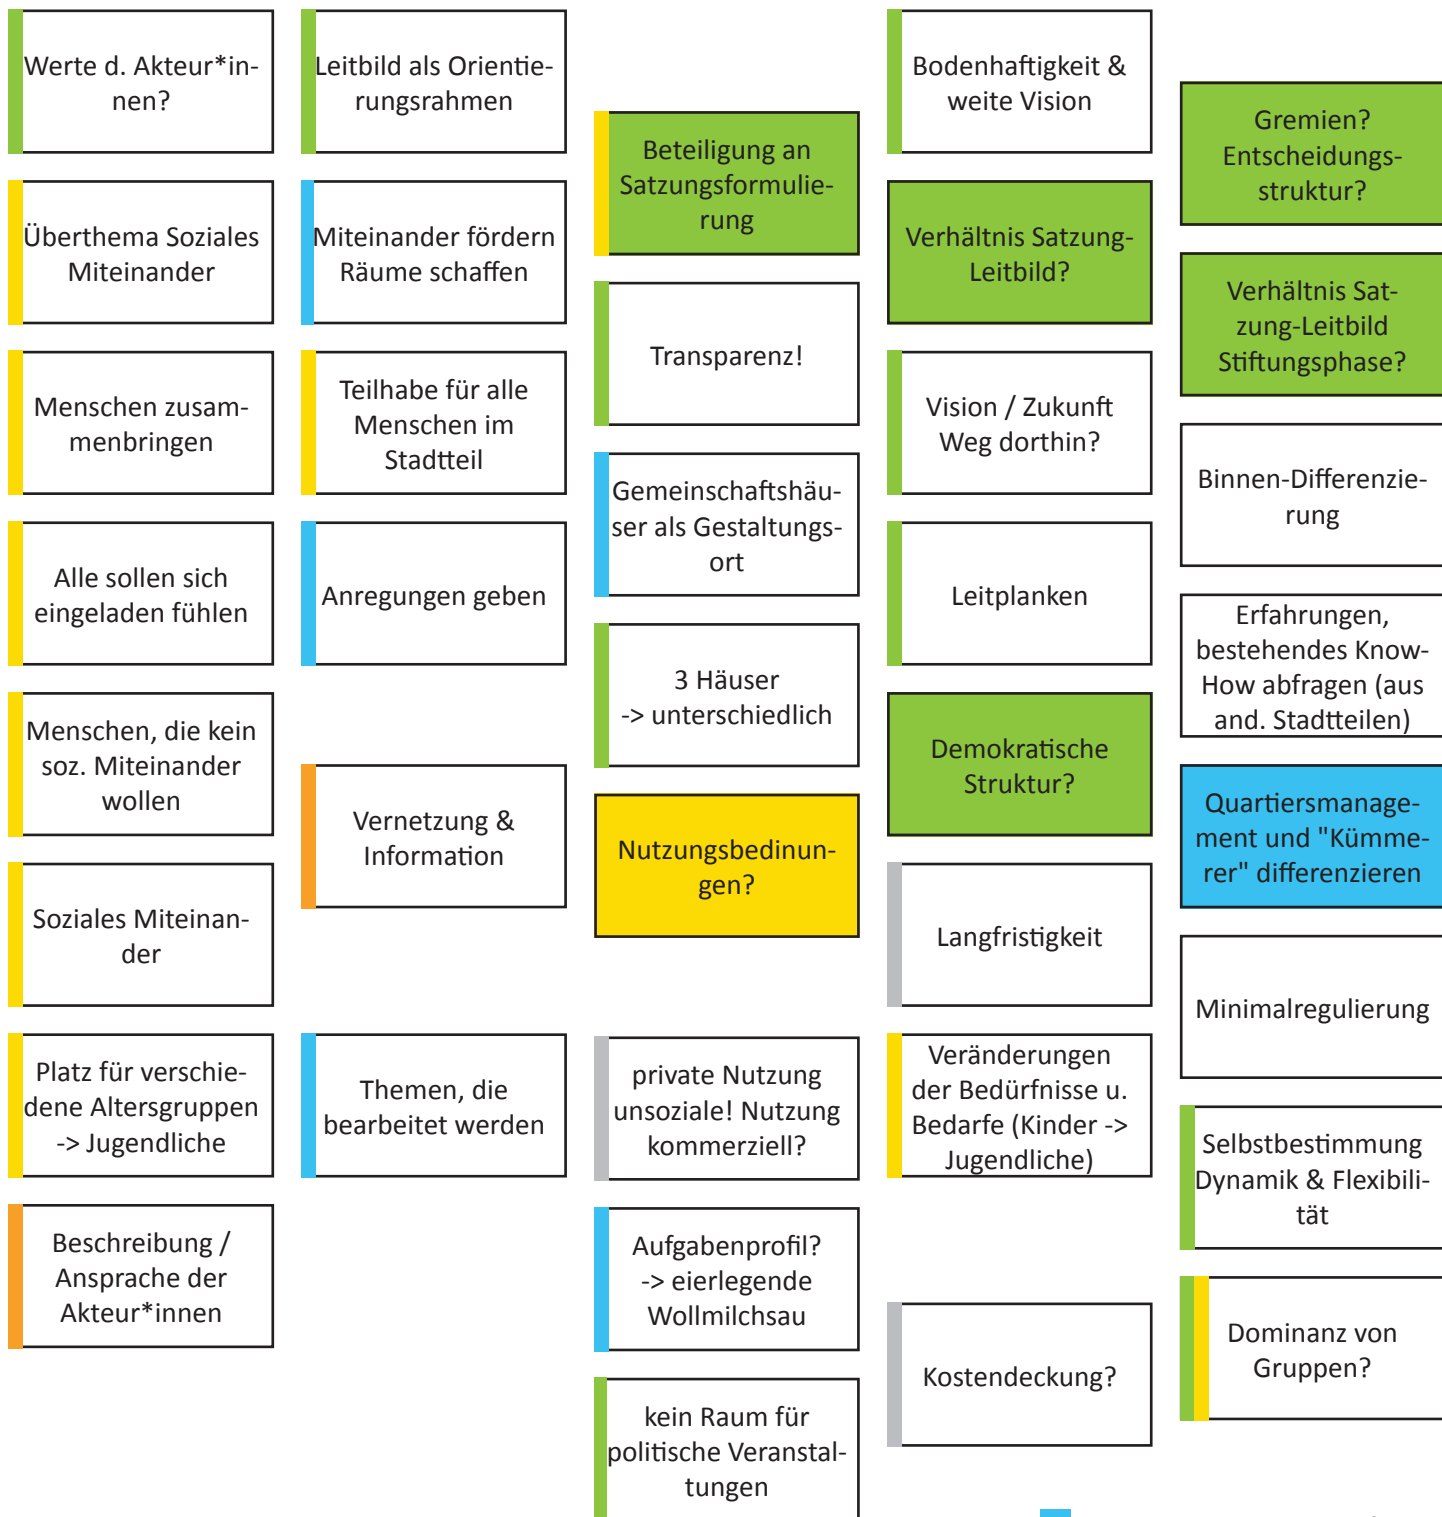 Werte d. Akteur*in-
nen?
Überthema Soziales
Miteinander
Menschen zusam-
menbringen
Alle sollen sich
eingeladen fühlen
Menschen, die kein
soz. Miteinander
wollen
Soziales Miteinan-
der
Platz für verschie-
dene Altersgruppen
-> Jugendliche
Beschreibung /
Ansprache der
Akteur*innen
Leitbild als Orientie-
rungsrahmen
Miteinander fördern
Räume schaffen
Teilhabe für alle
Menschen im
Stadtteil
Anregungen geben
Vernetzung &
Information
Themen, die
bearbeitet werden
Beteiligung an
Satzungsformulie-
rung
Transparenz!
Gemeinschaftshäu-
ser als Gestaltungs-
ort
3 Häuser
-> unterschiedlich
Nutzungsbedinun-
gen?
private Nutzung
unsoziale! Nutzung
kommerziell?
Aufgabenprofil?
-> eierlegende
Wollmilchsau
kein Raum für
politische Veranstal-
tungen
Bodenhaftigkeit &
weite Vision
Verhältnis Satzung-
Leitbild?
Vision / Zukunft
Weg dorthin?
Leitplanken
Demokratische
Struktur?
Langfristigkeit
Veränderungen
der Bedürfnisse u.
Bedarfe (Kinder ->
Jugendliche)
Kostendeckung?
Gremien?
Entscheidungs-
struktur?
Verhältnis Sat-
zung-Leitbild
Stiftungsphase?
Binnen-Differenzie-
rung
Erfahrungen,
bestehendes Know-
How abfragen (aus
and. Stadtteilen)
Quartiersmanage-
ment und "Kümme-
rer" differenzieren
Minimalregulierung
Selbstbestimmung
Dynamik & Flexibili-
tät
Dominanz von
Gruppen?